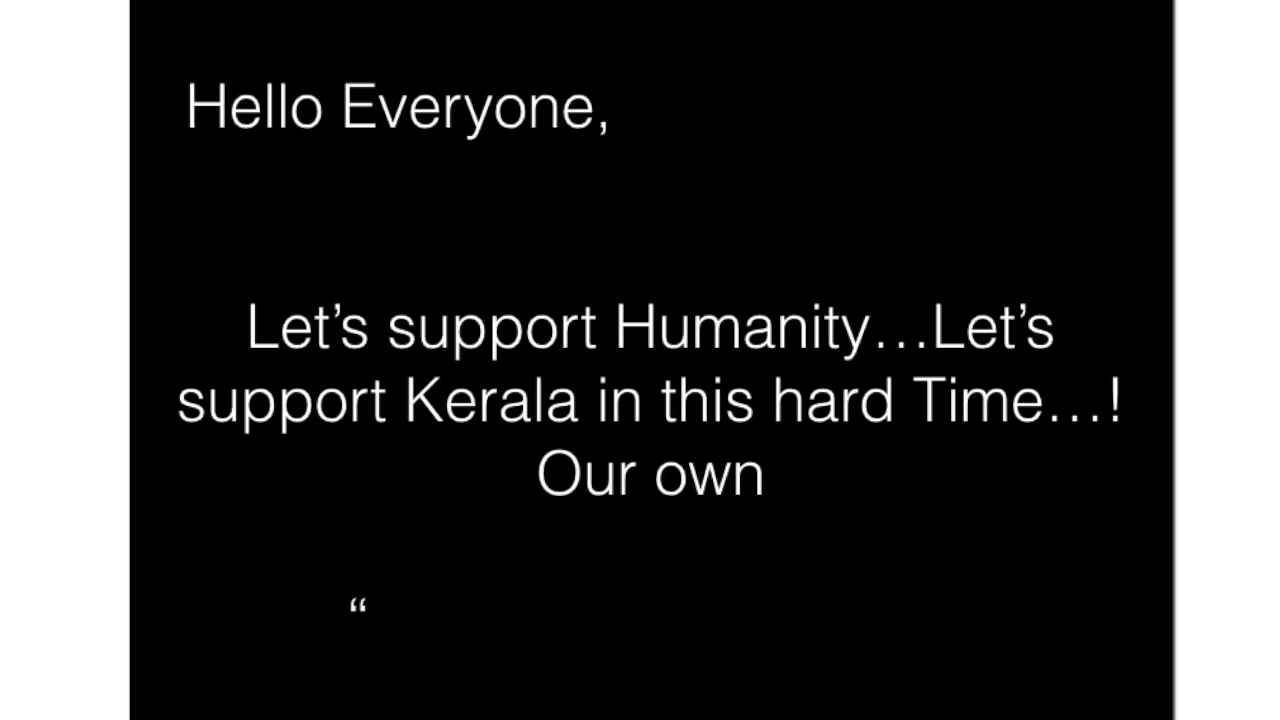 Hello Everyone,
Let’s support Humanity…Let’s
support Kerala in this hard Time…!
Our own
“